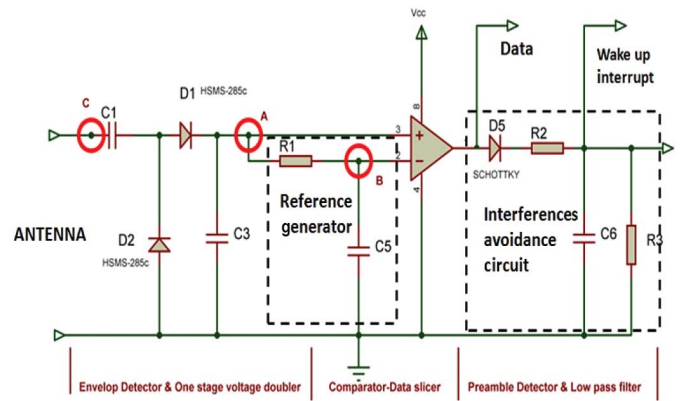 Vcc
Data
Wake up
interrupt
C
C1
D1 HSMS-285c
A
R1
B
3
2
8
4
D5
SCHOTTKY
R2
Reference
generator
Interferences
avoidance
circuit
ANTENNA
D2
HSMS-285c
C3
C5
C6
R3
Envelop Detector & One stage voltage doubler
Comparator-Data slicer
Preamble Detector & Low pass filter